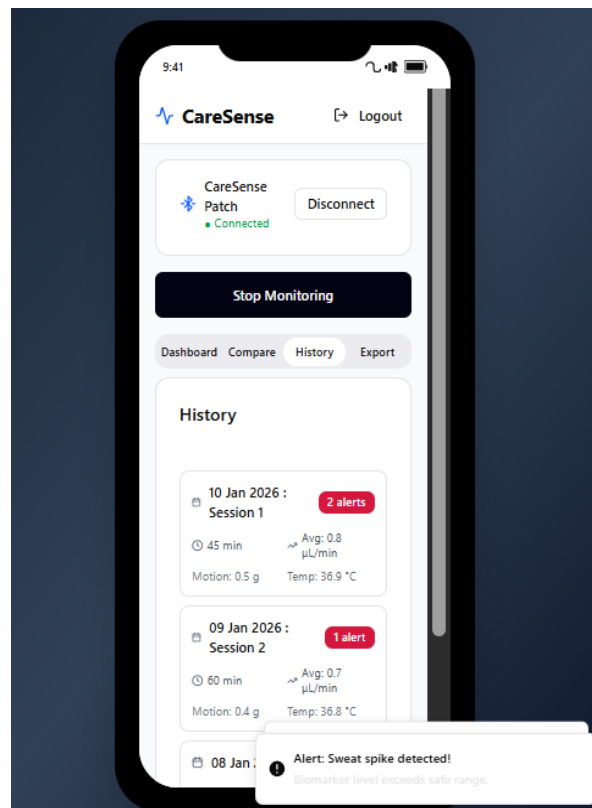 9:41
CareSense
Logout
CareSense
Patch
Connected
Disconnect
Stop Monitoring
Dashboard Compare History Export
History
10 Jan 2026 :
Session 1
2 alerts
45 min
Avg: 0.8
µL/min
Motion: 0.5 g
Temp: 36.9 °C
09 Jan 2026 :
Session 2
1 alert
60 min
Avg: 0.7
µL/min
Motion: 0.4 g
Temp: 36.8 °C
08 Jan
Alert: Sweat spike detected!
Biomarker level exceeds safe range.